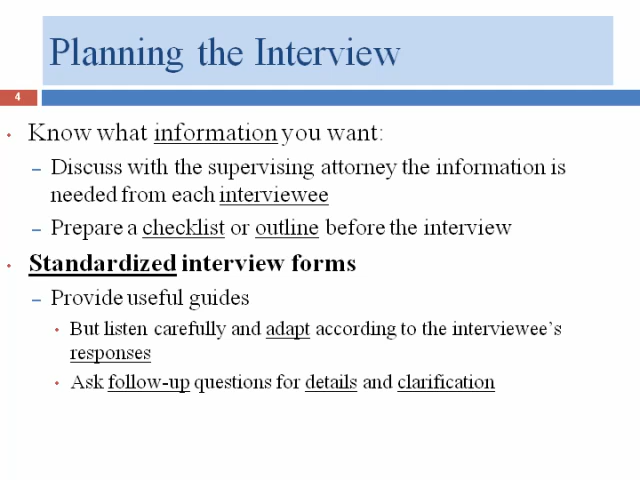 Planning the Interview
4
• Know what information you want:
– Discuss with the supervising attorney the information is
needed from each interviewee
– Prepare a checklist or outline before the interview
• Standardized interview forms
– Provide useful guides
• But listen carefully and adapt according to the interviewee's
responses
• Ask follow-up questions for details and clarification